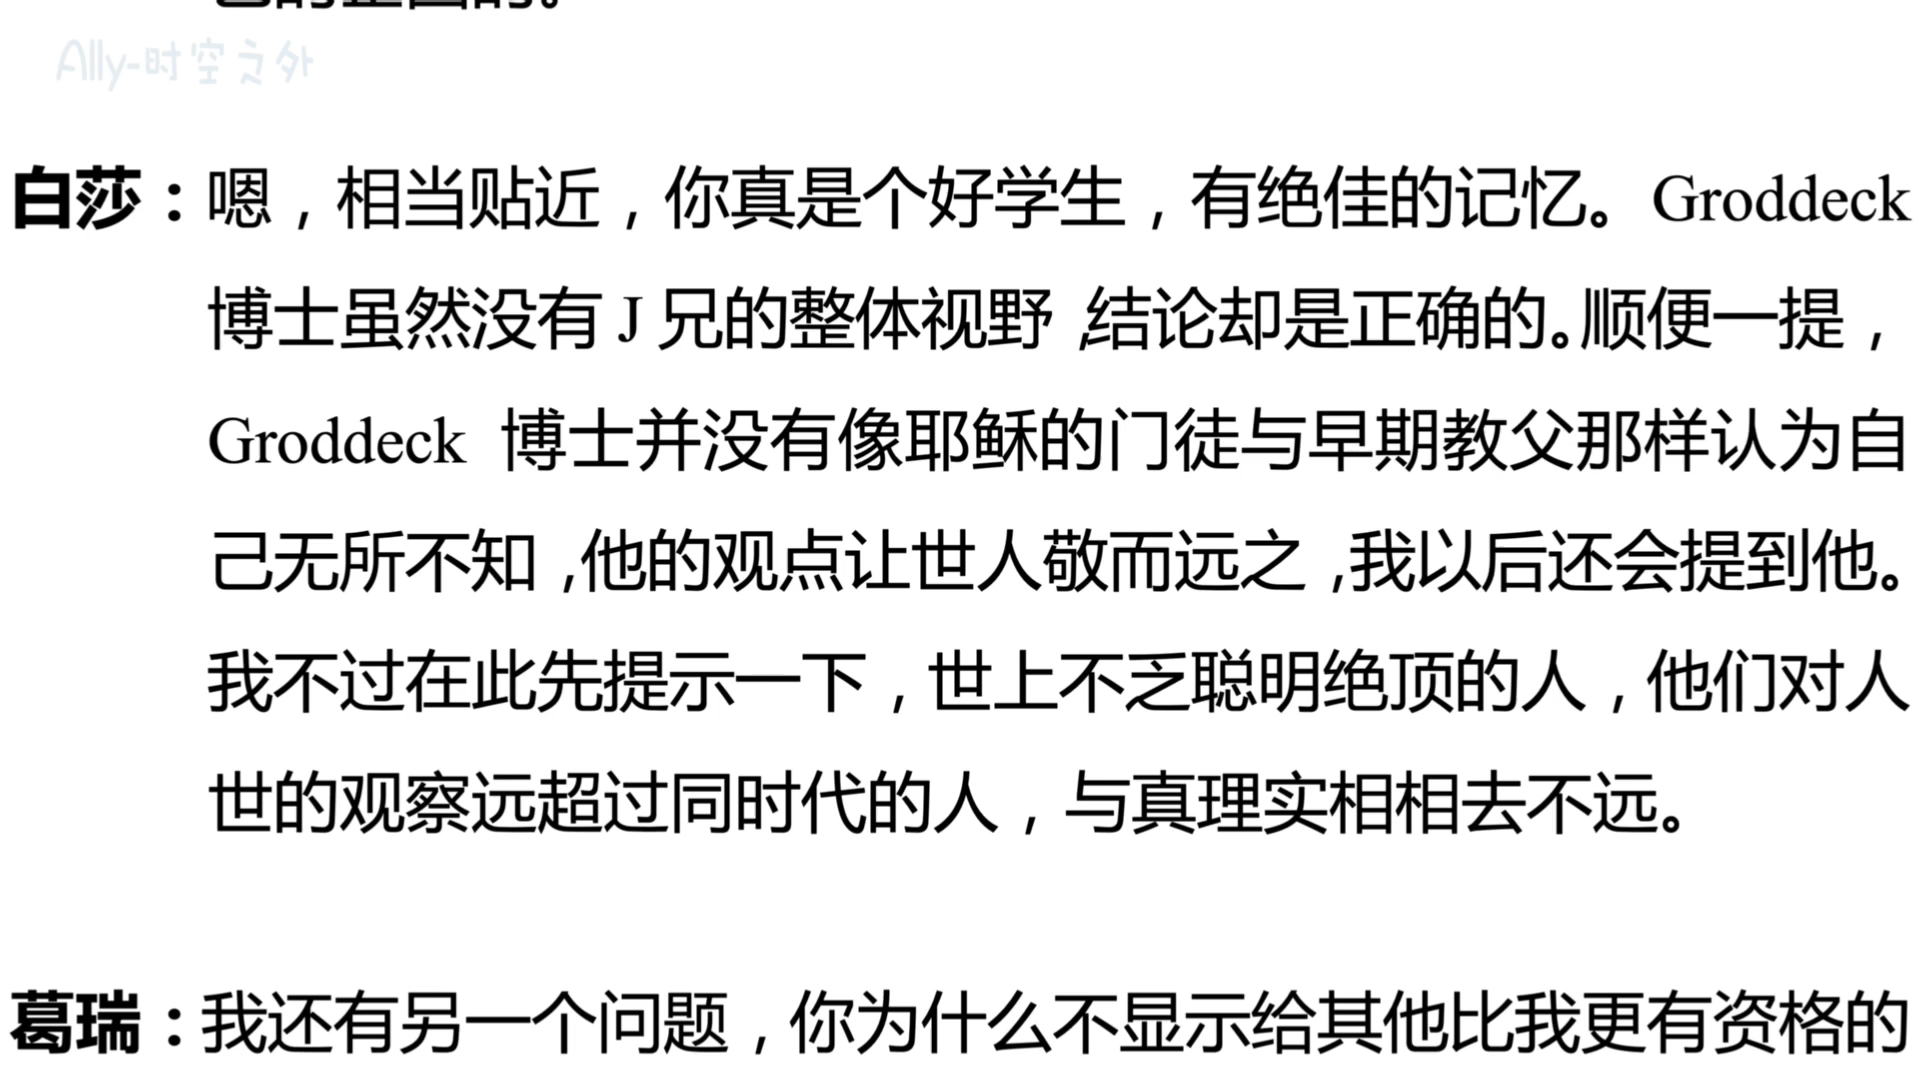 Ally-时空之外
白莎：嗯，相当贴近，你真是个好学生，有绝佳的记忆。Groddeck
博士虽然没有 J 兄的整体视野，结论却是正确的。顺便一提，
Groddeck 博士并没有像耶稣的门徒与早期教父那样认为自
己无所不知，他的观点让世人敬而远之，我以后还会提到他。
我不过在此先提示一下，世上不乏聪明绝顶的人，他们对人
世的观察远超过同时代的人，与真理实相相去不远。
葛瑞：我还有另一个问题，你为什么不显示给其他比我更有资格的